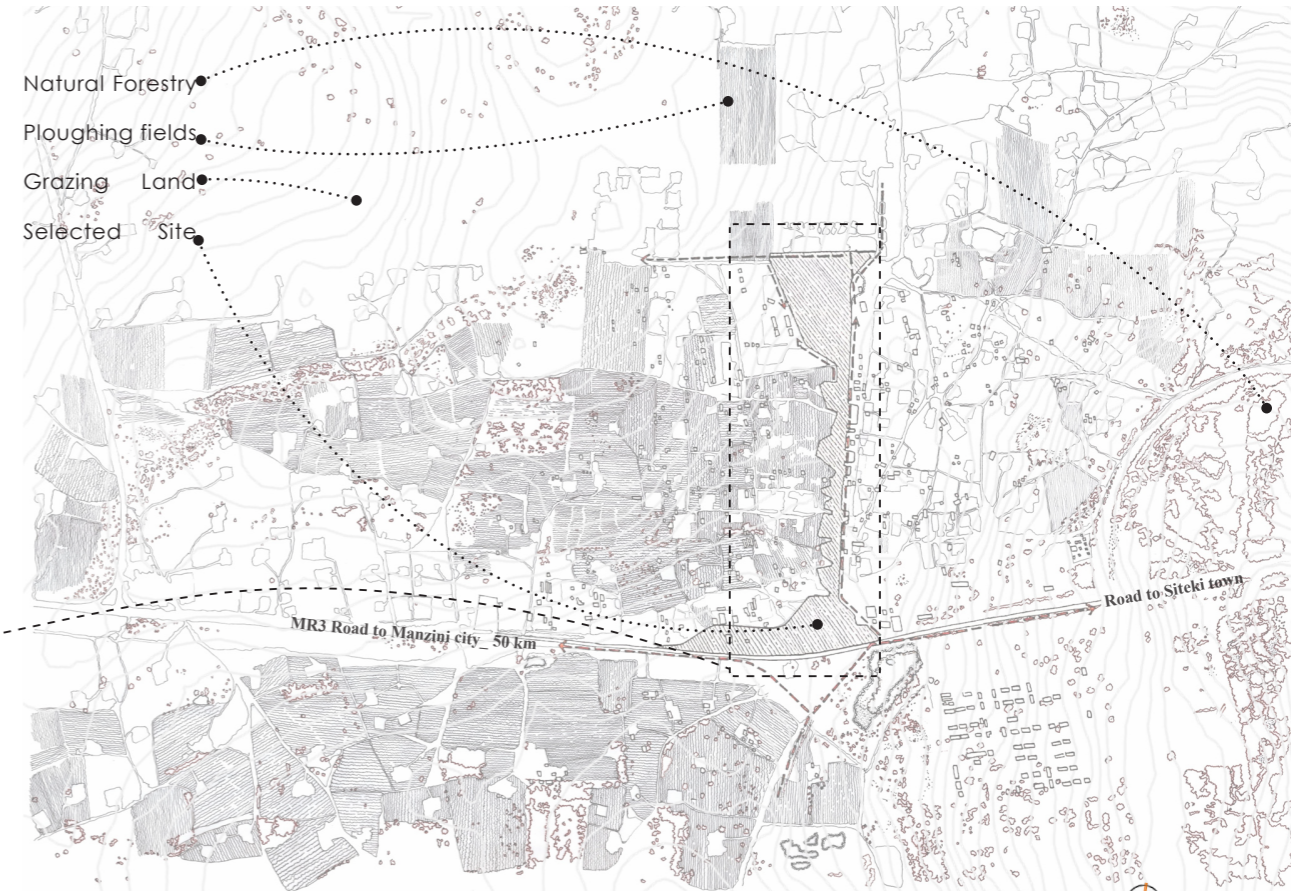 Natural Forestry
Ploughing fields
Grazing Land
Selected Site
MR3 Road to Manzini city_ 50 km
Road to Siteki town